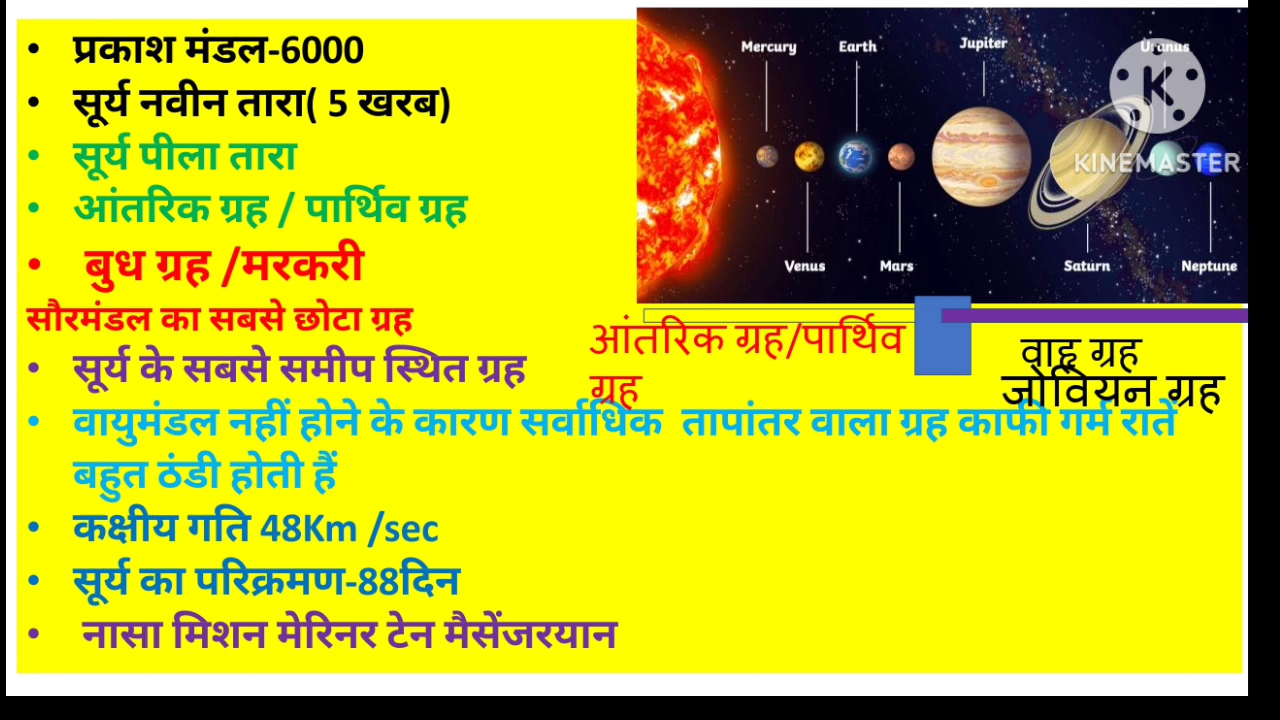 • प्रकाश मंडल-6000
• सूर्य नवीन तारा( 5 खरब)
• सूर्य पीला तारा
• आंतरिक ग्रह / पार्थिव ग्रह
• बुध ग्रह /मरकरी
सौरमंडल का सबसे छोटा ग्रह
• सूर्य के सबसे समीप स्थित ग्रह
• वायुमंडल नहीं होने के कारण सर्वाधिक तापांतर वाला ग्रह काफी गर्म रातें
बहुत ठंडी होती हैं
• कक्षीय गति 48Km /sec
• सूर्य का परिक्रमण-88दिन
• नासा मिशन मेरिनर टेन मैसेंजरयान
Mercury Earth Jupiter Uranus
K
KINEMASTER
Venus Mars Saturn Neptune
आंतरिक ग्रह/पार्थिव
ग्रह
वाह्न ग्रह
जोवियन ग्रह